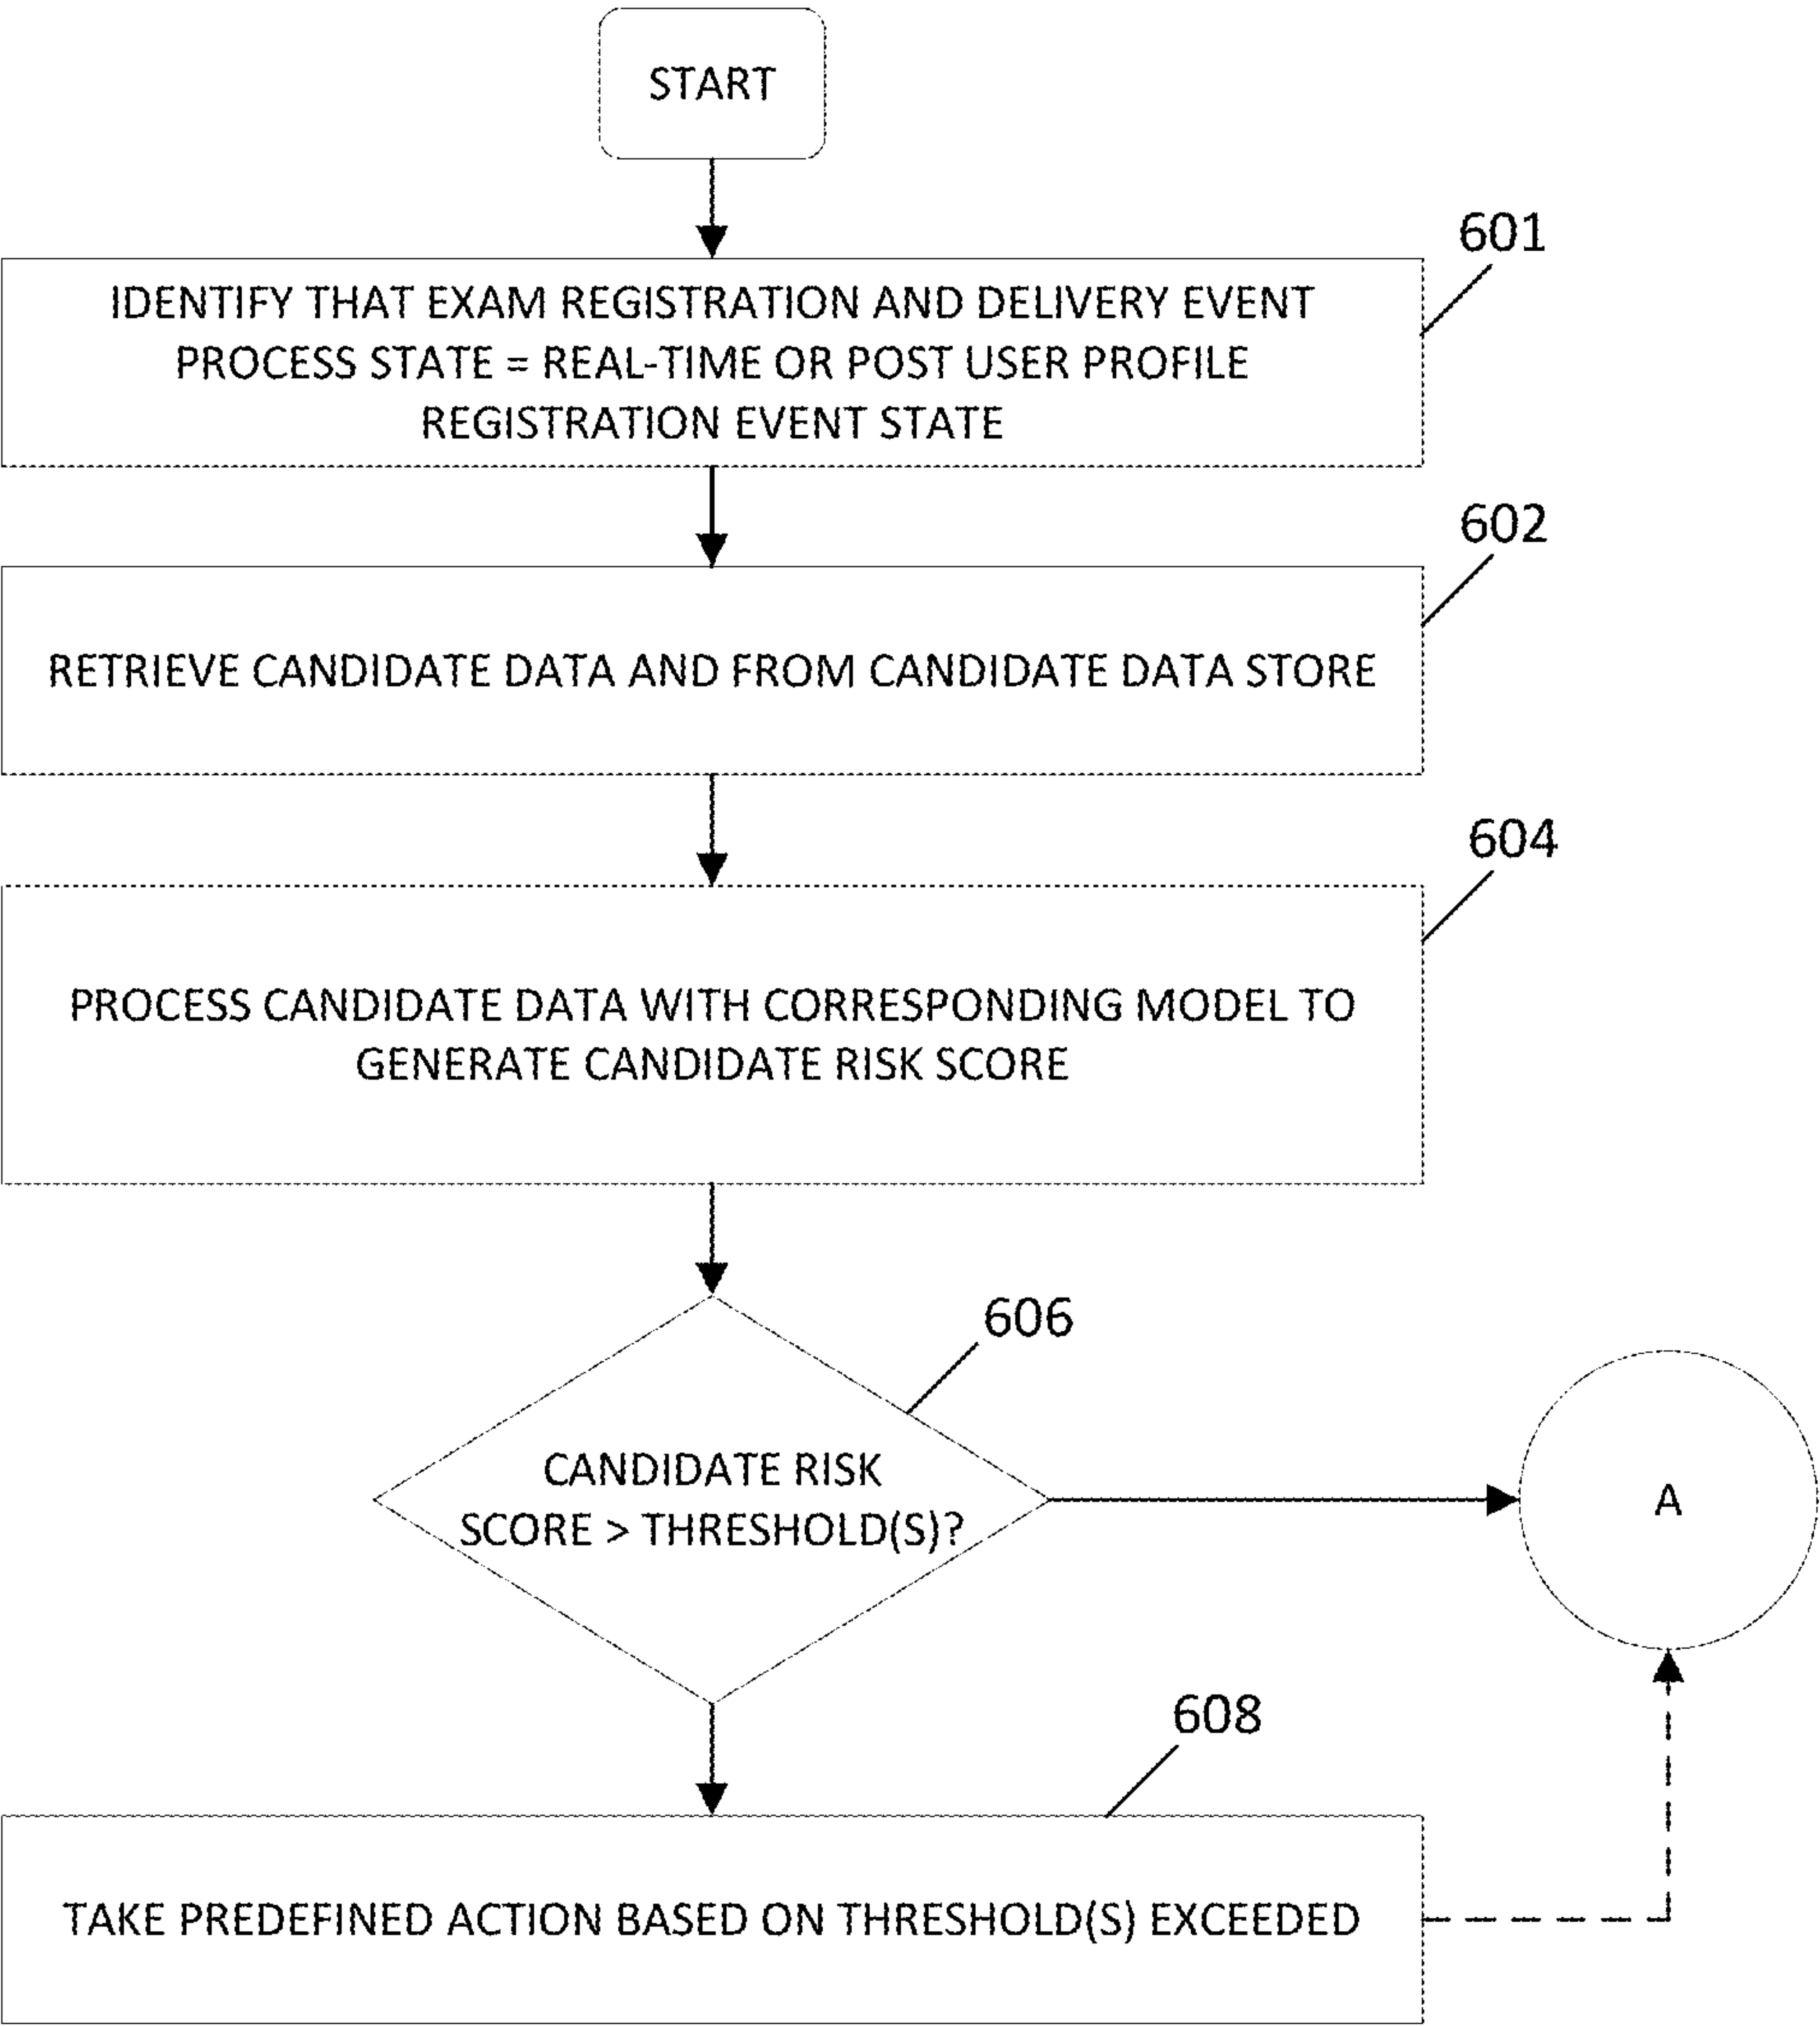 START
601
IDENTIFY THAT EXAM REGISTRATION AND DELIVERY EVENT
PROCESS STATE = REAL-TIME OR POST USER PROFILE
REGISTRATION EVENT STATE
602
RETRIEVE CANDIDATE DATA AND FROM CANDIDATE DATA STORE
604
PROCESS CANDIDATE DATA WITH CORRESPONDING MODEL TO
GENERATE CANDIDATE RISK SCORE
606
CANDIDATE RISK
SCORE > THRESHOLD(S)?
A
608
TAKE PREDEFINED ACTION BASED ON THRESHOLD(S) EXCEEDED